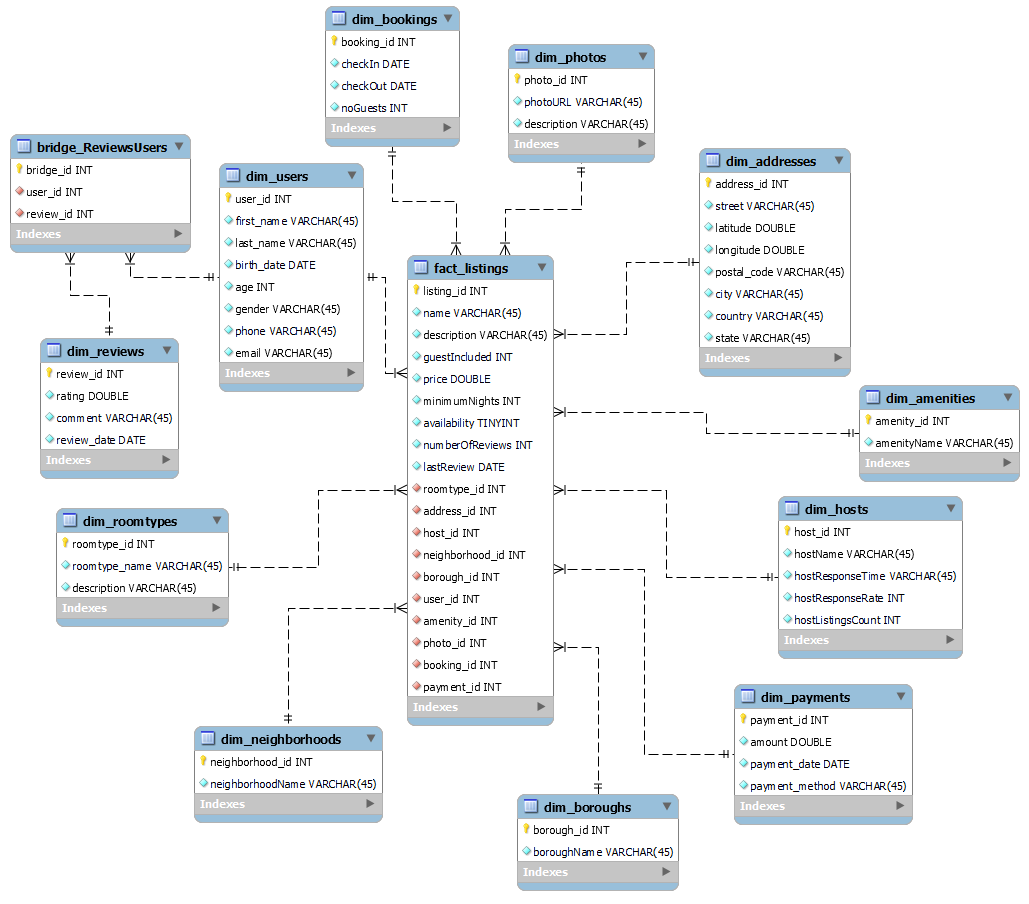 dim_bookings
booking_id INT
checkIn DATE
checkOut DATE
noGuests INT
Indexes
dim_photos
photo_id INT
photoURL VARCHAR(45)
description VARCHAR(45)
Indexes
bridge_ReviewsUsers
bridge_id INT
user_id INT
review_id INT
Indexes
dim_users
user_id INT
first_name VARCHAR(45)
last_name VARCHAR(45)
birth_date DATE
age INT
gender VARCHAR(45)
phone VARCHAR(45)
email VARCHAR(45)
Indexes
dim_addresses
address_id INT
street VARCHAR(45)
latitude DOUBLE
longitude DOUBLE
postal_code VARCHAR(45)
city VARCHAR(45)
country VARCHAR(45)
state VARCHAR(45)
Indexes
fact_listings
listing_id INT
name VARCHAR(45)
description VARCHAR(45)
guestIncluded INT
price DOUBLE
minimumNights INT
availability TINYINT
numberOfReviews INT
lastReview DATE
roomtype_id INT
address_id INT
host_id INT
neighborhood_id INT
borough_id INT
user_id INT
amenity_id INT
photo_id INT
booking_id INT
payment_id INT
Indexes
dim_reviews
review_id INT
rating DOUBLE
comment VARCHAR(45)
review_date DATE
Indexes
dim_amenities
amenity_id INT
amenityName VARCHAR(45)
Indexes
dim_roomtypes
roomtype_id INT
roomtype_name VARCHAR(45)
description VARCHAR(45)
Indexes
dim_hosts
host_id INT
hostName VARCHAR(45)
hostResponseTime VARCHAR(45)
hostResponseRate INT
hostListingsCount INT
Indexes
dim_neighborhoods
neighborhood_id INT
neighborhoodName VARCHAR(45)
Indexes
dim_payments
payment_id INT
amount DOUBLE
payment_date DATE
payment_method VARCHAR(45)
Indexes
dim_boroughs
borough_id INT
boroughName VARCHAR(45)
Indexes